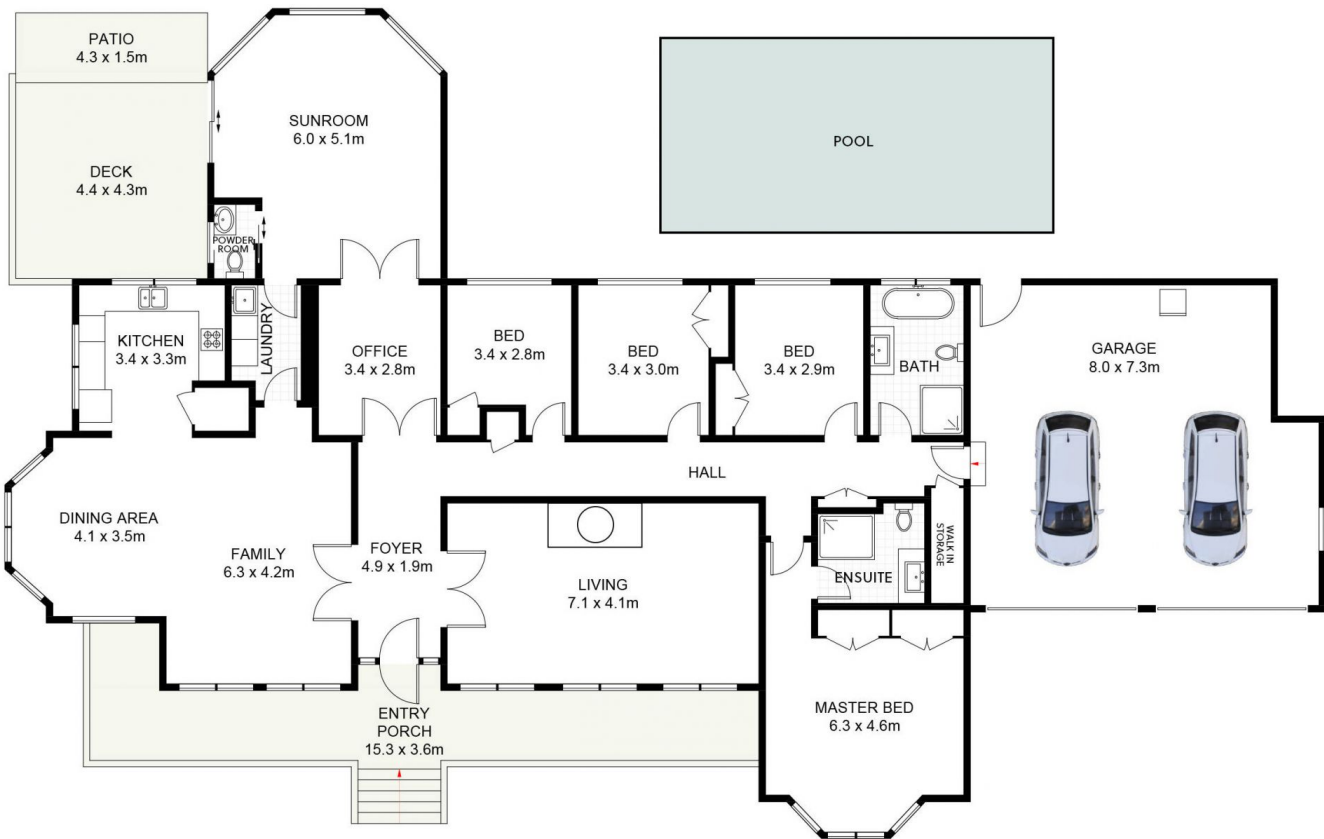 PATIO
4.3 x 1.5m
SUNROOM
6.0 x 5.1m
POOL
DECK
4.4 x 4.3m
POWDER
ROOM
KITCHEN
3.4 x 3.3m
LAUNDRY
OFFICE
3.4 x 2.8m
BED
3.4 x 2.8m
BED
3.4 x 3.0m
BED
3.4 x 2.9m
BATH
GARAGE
8.0 x 7.3m
HALL
DINING AREA
4.1 x 3.5m
FAMILY
6.3 x 4.2m
FOYER
4.9 x 1.9m
LIVING
7.1 x 4.1m
ENSUITE
WALK IN
STORAGE
MASTER BED
6.3 x 4.6m
ENTRY
PORCH
15.3 x 3.6m